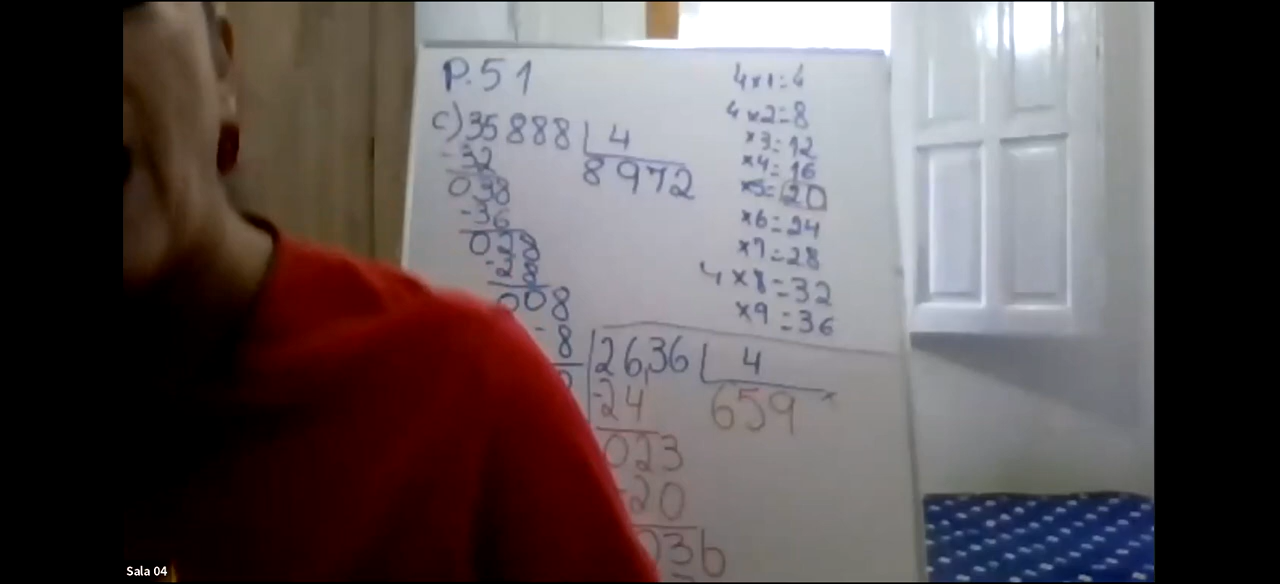 P.51
c) 35888 4
-32 8972
038
-36
028
-28
008
-8
0
4x1=4
4x2=8
x3=12
x4=16
x5=20
x6=24
x7=28
4x8=32
x9=36
26,36 4
-24 659
023
-20
036
Sala 04